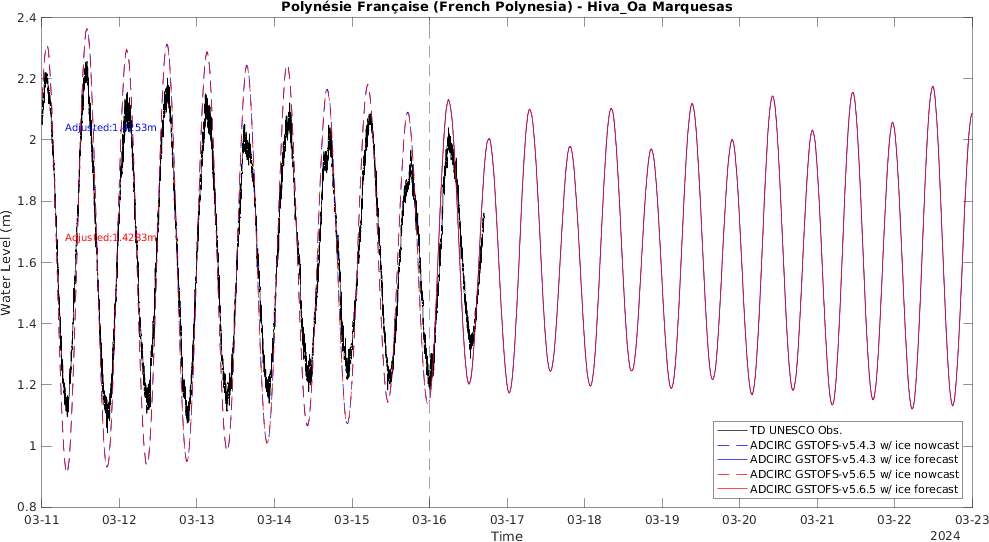 Polynésie Française (French Polynesia) - Hiva_Oa Marquesas
2.4
2.2
2
1.8
1.6
1.4
1.2
1
0.8
Water Level (m)
Adjusted:1.4283m
TD UNESCO Obs.
ADCIRC GSTOFS-v5.4.3 w/ ice nowcast
ADCIRC GSTOFS-v5.4.3 w/ ice forecast
ADCIRC GSTOFS-v5.6.5 w/ ice nowcast
ADCIRC GSTOFS-v5.6.5 w/ ice forecast
03-11 03-12 03-13 03-14 03-15 03-16 03-17 03-18 03-19 03-20 03-21 03-22 03-23
Time
2024